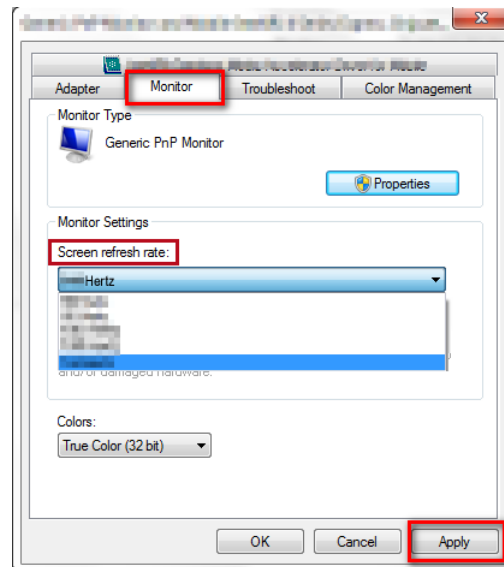 Adapter
Monitor
Troubleshoot
Color Management
Monitor Type
Generic PnP Monitor
Properties
Monitor Settings
Screen refresh rate:
Hertz
and/or damaged hardware.
Colors:
True Color (32 bit)
OK
Cancel
Apply